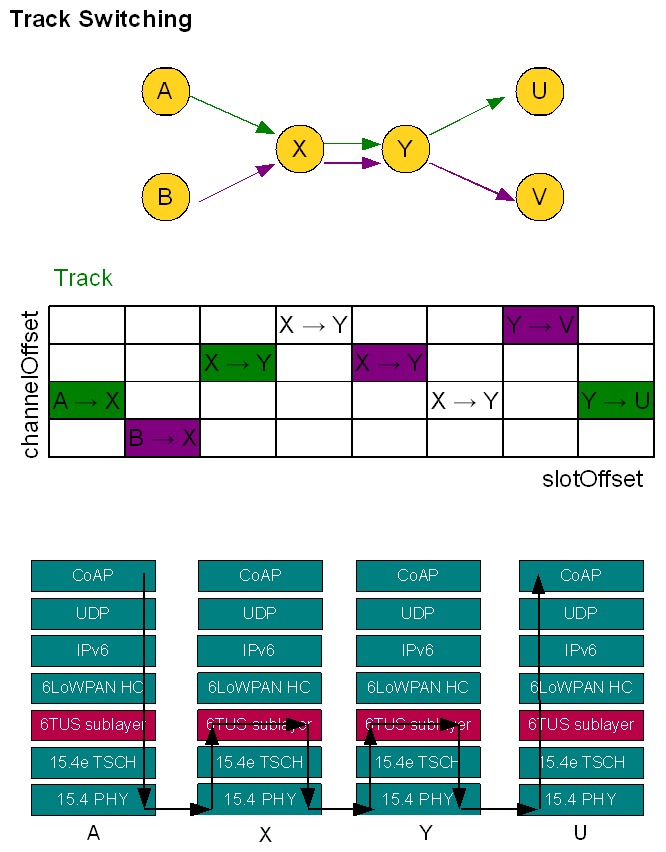 Track Switching
A U
X Y
B V
Track
channelOffset
X → Y Y → V
X → Y X → Y
A → X X → Y Y → U
B → X
slotOffset
CoAP CoAP CoAP CoAP
UDP UDP UDP UDP
IPv6 IPv6 IPv6 IPv6
6LoWPAN HC 6LoWPAN HC 6LoWPAN HC 6LoWPAN HC
6TUS sublayer 6TUS sublayer 6TUS sublayer 6TUS sublayer
15.4e TSCH 15.4e TSCH 15.4e TSCH 15.4e TSCH
15.4 PHY 15.4 PHY 15.4 PHY 15.4 PHY
A X Y U